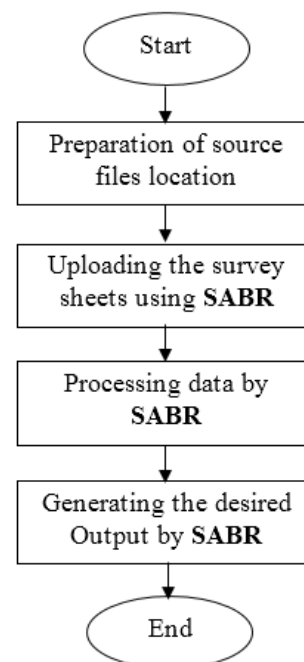 Start
Preparation of source
files location
Uploading the survey
sheets using SABR
Processing data by
SABR
Generating the desired
Output by SABR
End